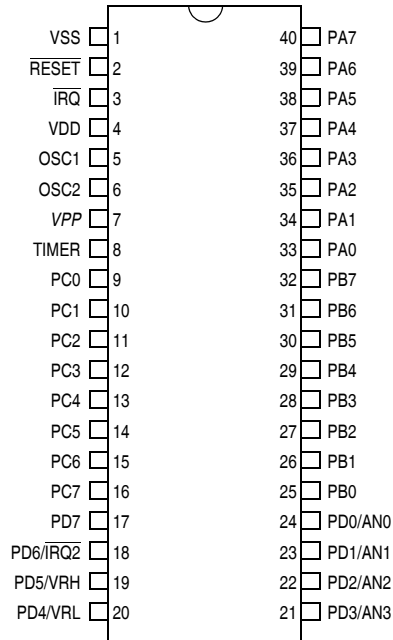 VSS 1 40 PA7
RESET 2 39 PA6
IRQ 3 38 PA5
VDD 4 37 PA4
OSC1 5 36 PA3
OSC2 6 35 PA2
VPP 7 34 PA1
TIMER 8 33 PA0
PC0 9 32 PB7
PC1 10 31 PB6
PC2 11 30 PB5
PC3 12 29 PB4
PC4 13 28 PB3
PC5 14 27 PB2
PC6 15 26 PB1
PC7 16 25 PB0
PD7 17 24 PD0/AN0
PD6/IRQ2 18 23 PD1/AN1
PD5/VRH 19 22 PD2/AN2
PD4/VRL 20 21 PD3/AN3